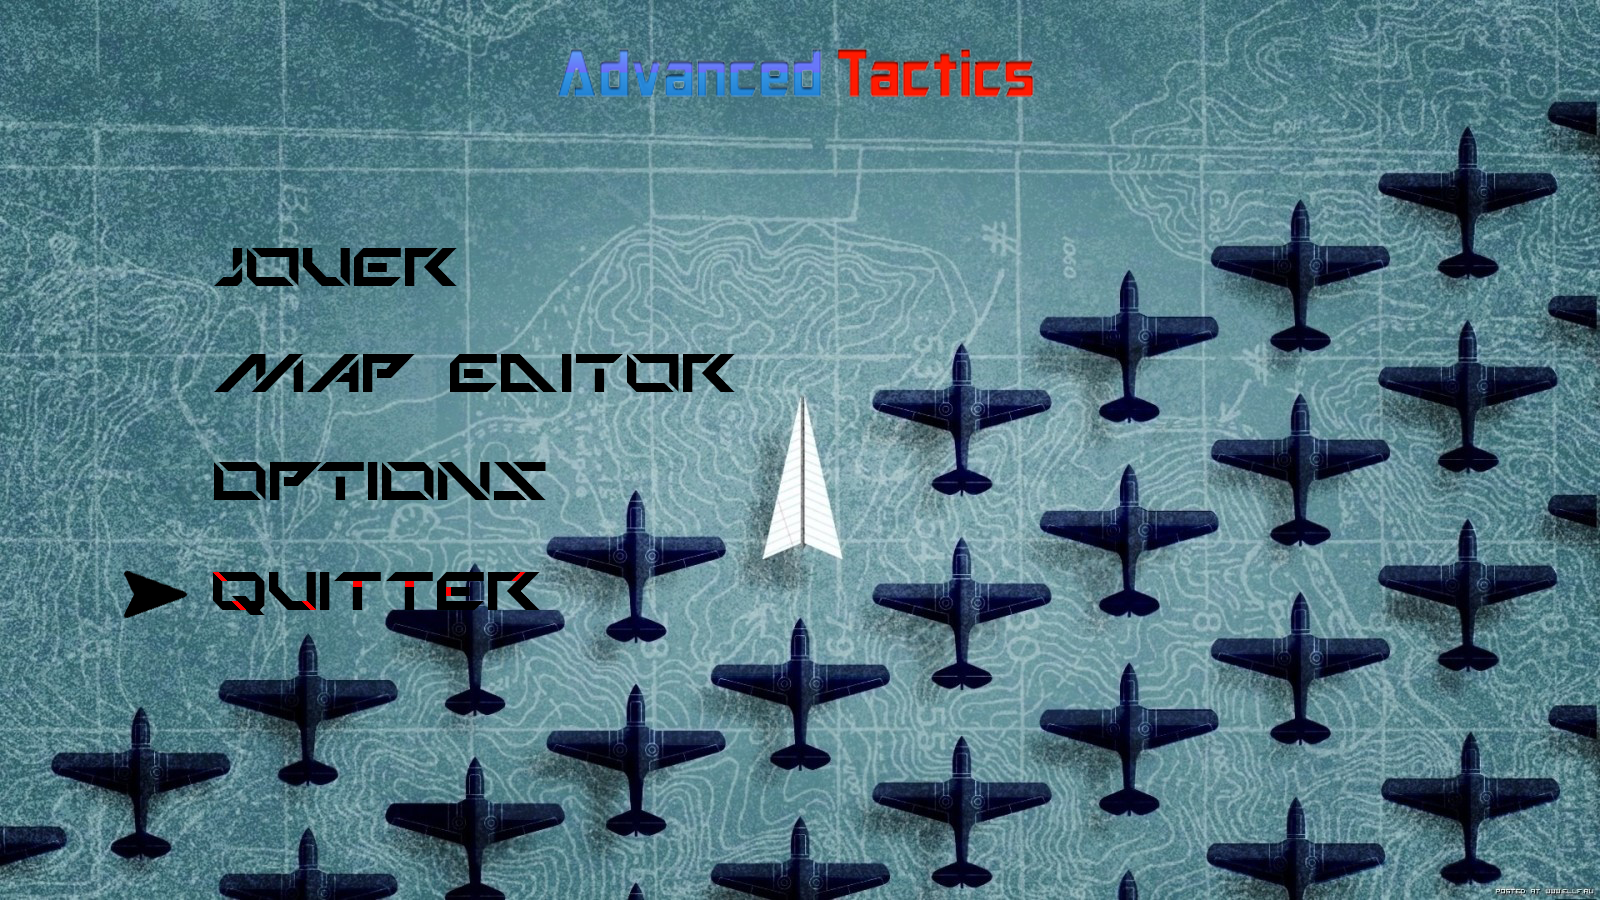 Advanced Tactics
JOUER
MAP EDITOR
OPTIONS
QUITTER